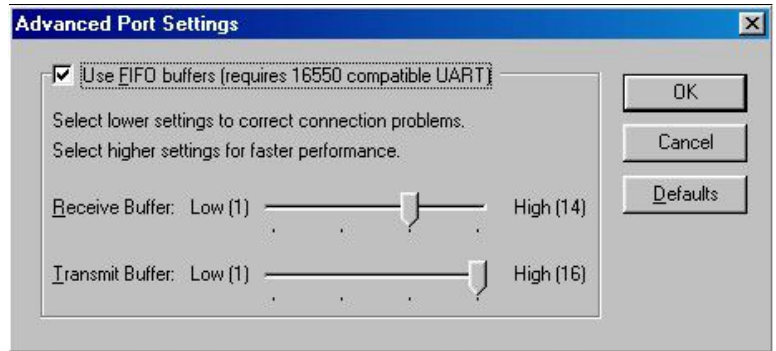 Advanced Port Settings
Use FIFO buffers (requires 16550 compatible UART)
Select lower settings to correct connection problems.
Select higher settings for faster performance.
Receive Buffer: Low (1) High (14)
Transmit Buffer: Low (1) High (16)
OK
Cancel
Defaults